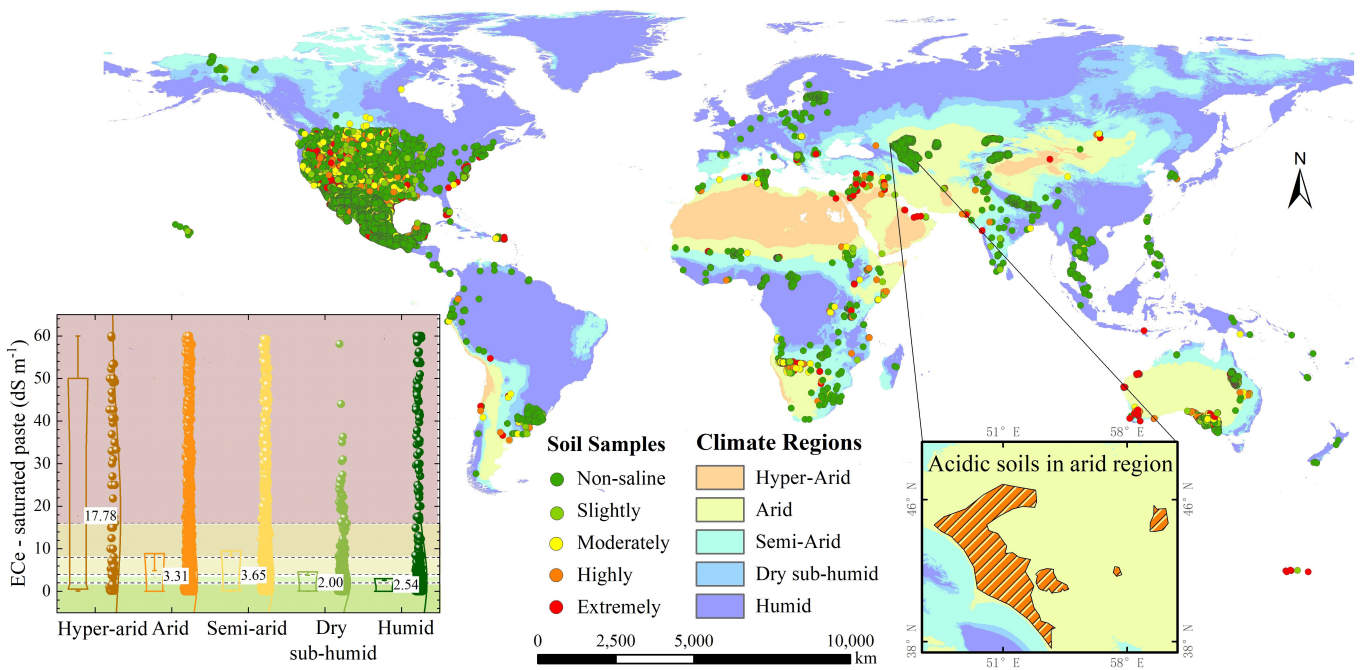 N
60
50
40
30
20
10
0
ECe - saturated paste (dS m⁻¹)
17.78
3.31
3.65
2.00
2.54
Hyper-arid
Arid
Semi-arid
Dry
sub-humid
Humid
Soil Samples
Non-saline
Slightly
Moderately
Highly
Extremely
Climate Regions
Hyper-Arid
Arid
Semi-Arid
Dry sub-humid
Humid
0
2,500
5,000
10,000
km
51° E
58° E
Acidic soils in arid region
46° N
46° N
38° N
38° N
51° E
58° E